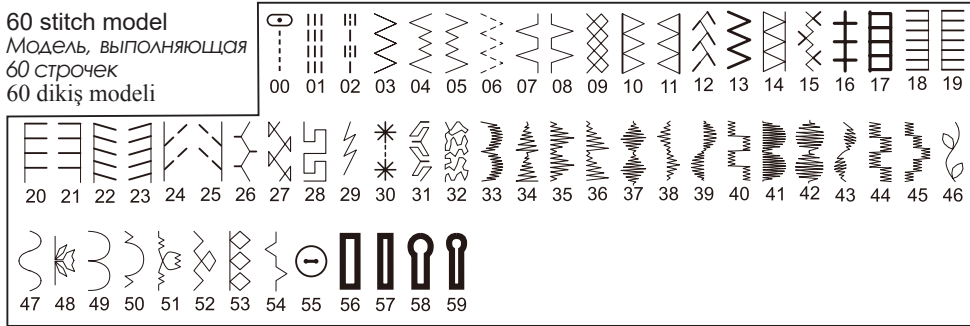 60 stitch model
Модель, выполняющая
60 строчек
60 dikiş modeli
00 01 02 03 04 05 06 07 08 09 10 11 12 13 14 15 16 17 18 19
20 21 22 23 24 25 26 27 28 29 30 31 32 33 34 35 36 37 38 39 40 41 42 43 44 45 46
47 48 49 50 51 52 53 54 55 56 57 58 59